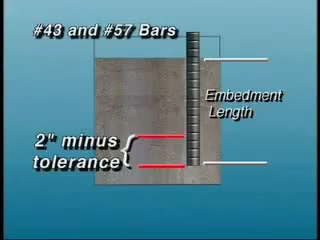 #43 and #57 Bars
Embedment
Length
2" minus
tolerance